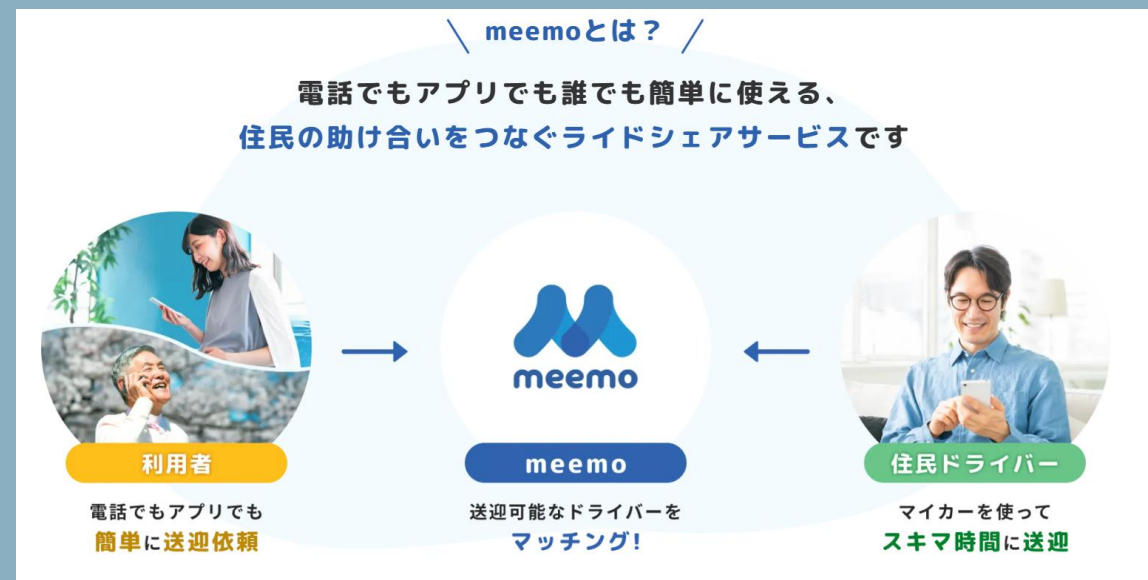 meemoとは？
電話でもアプリでも誰でも簡単に使える、
住民の助け合いをつなぐライドシェアサービスです
meemo
利用者
meemo
住民ドライバー
電話でもアプリでも
簡単に送迎依頼
送迎可能なドライバーを
マッチング!
マイカーを使って
スキマ時間に送迎